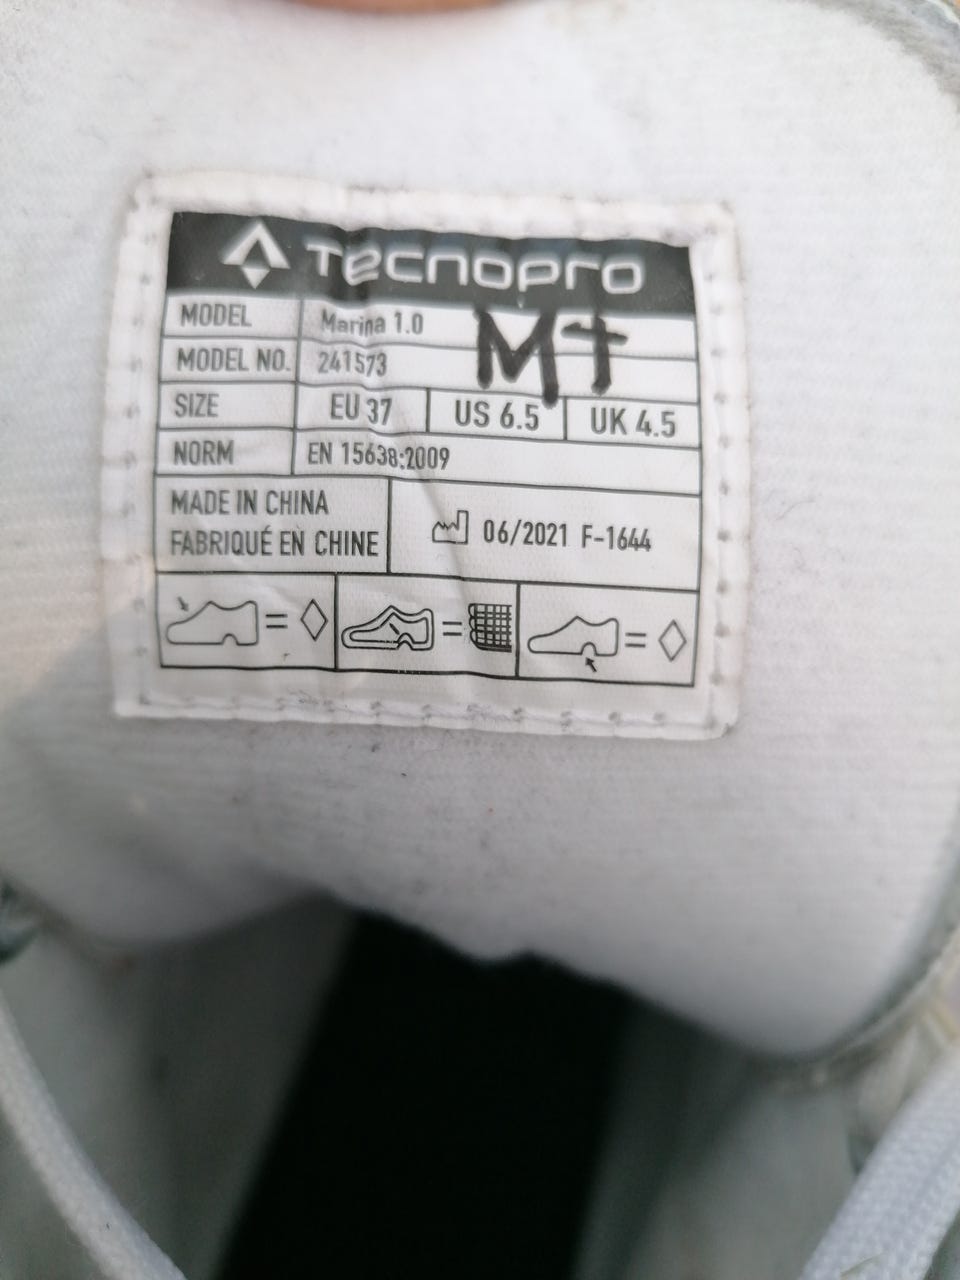 TECNOPRO
MODEL Marina 1.0
MT
MODEL NO. 241573
SIZE EU 37 US 6.5 UK 4.5
NORM EN 15638:2009
MADE IN CHINA
FABRIQUÉ EN CHINE
06/2021 F-1644
= =  =